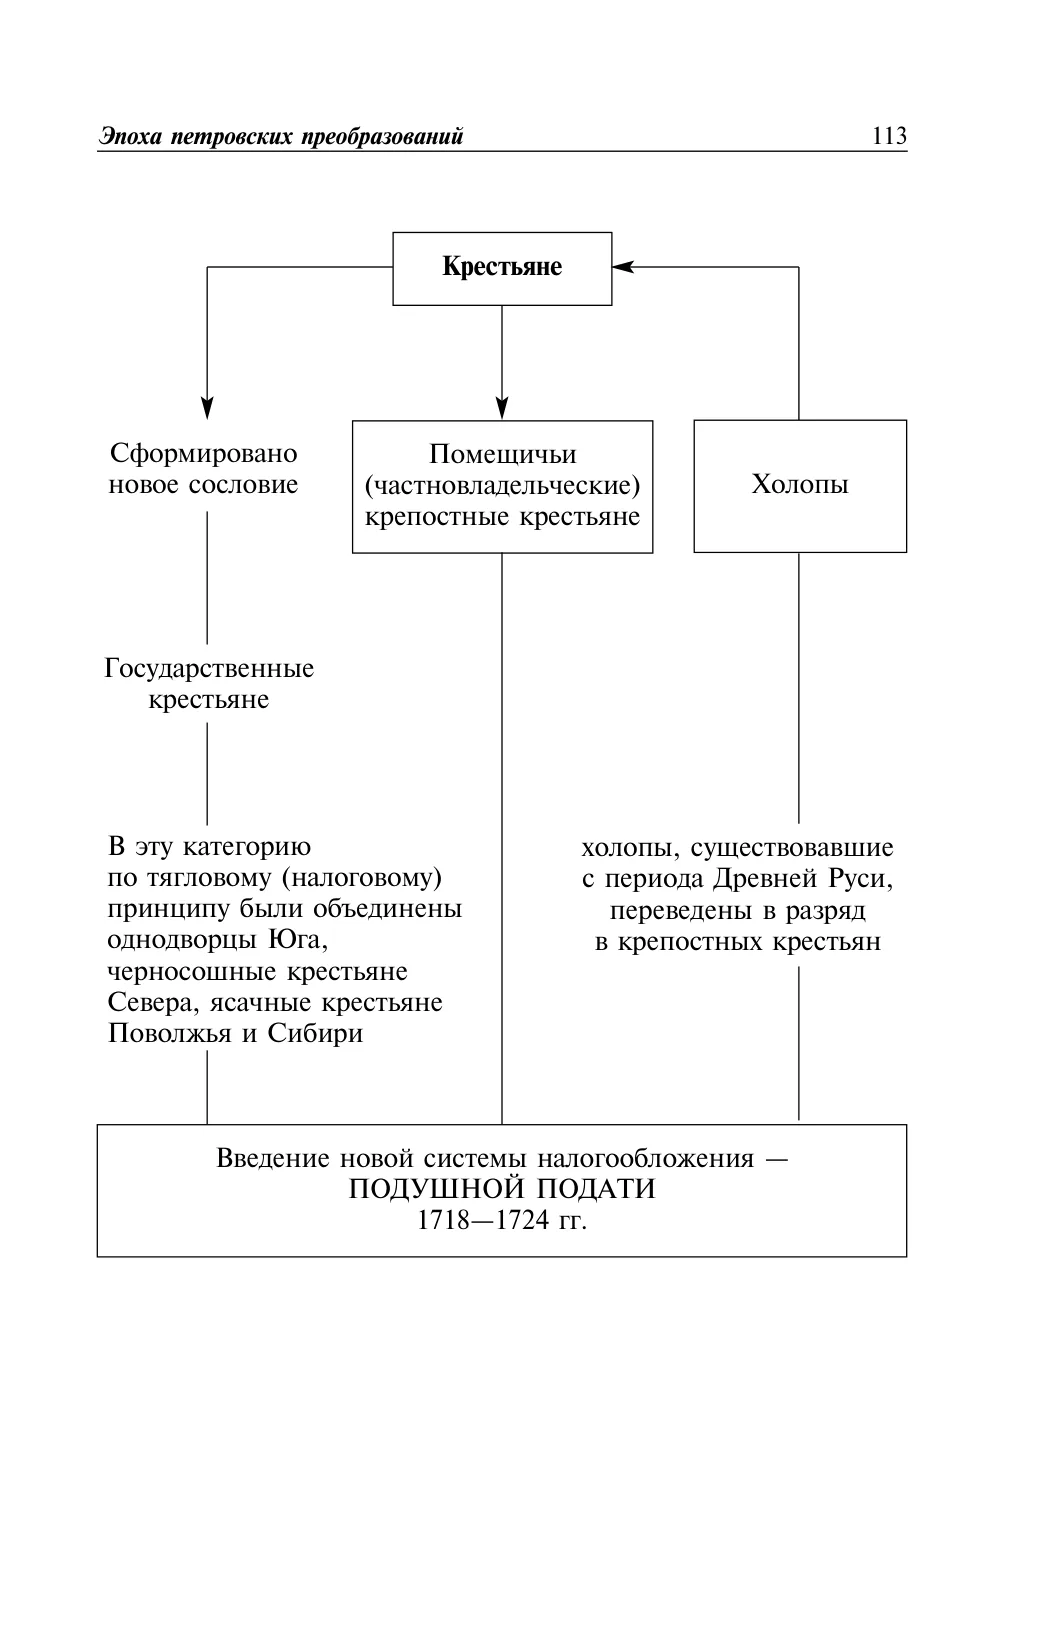 Эпоха петровских преобразований 113
Крестьяне
Сформировано
новое сословие
Помещичьи
(частновладельческие)
крепостные крестьяне
Холопы
Государственные
крестьяне
В эту категорию
по тягловому (налоговому)
принципу были объединены
однодворцы Юга,
черносошные крестьяне
Севера, ясачные крестьяне
Поволжья и Сибири
холопы, существовавшие
с периода Древней Руси,
переведены в разряд
в крепостных крестьян
Введение новой системы налогообложения —
ПОДУШНОЙ ПОДАТИ
1718—1724 гг.